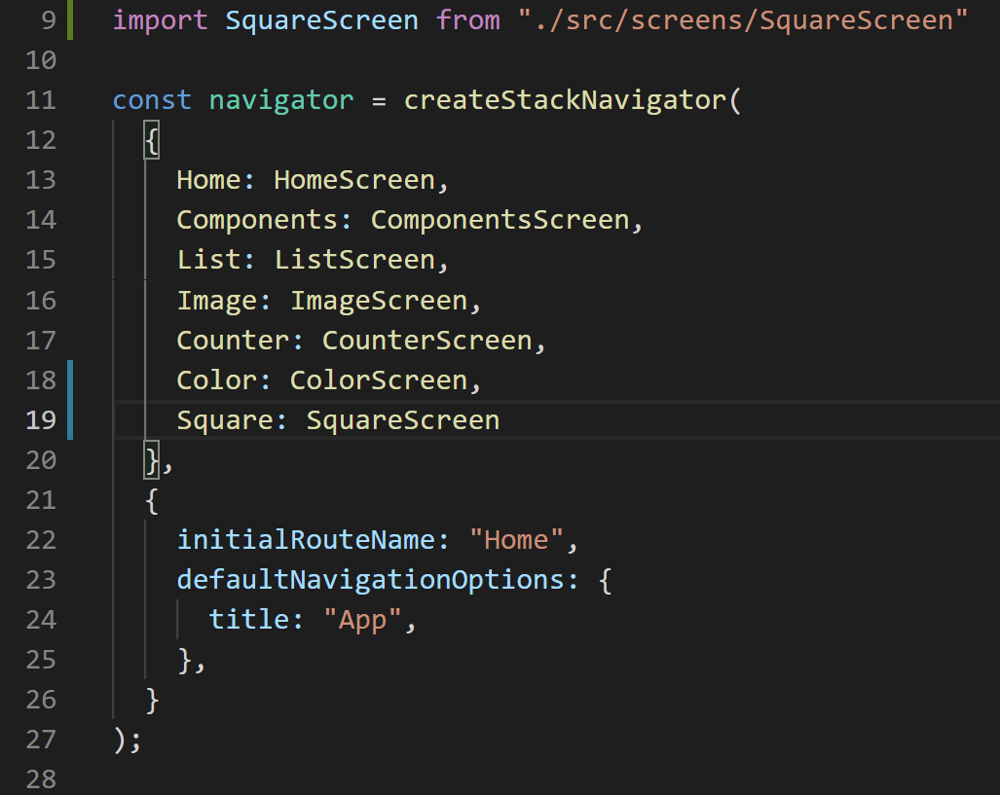 9 import SquareScreen from "./src/screens/SquareScreen"
10
11 const navigator = createStackNavigator(
12 {
13 Home: HomeScreen,
14 Components: ComponentsScreen,
15 List: ListScreen,
16 Image: ImageScreen,
17 Counter: CounterScreen,
18 Color: ColorScreen,
19 Square: SquareScreen
20 },
21 {
22 initialRouteName: "Home",
23 defaultNavigationOptions: {
24 title: "App",
25 },
26 }
27 );
28